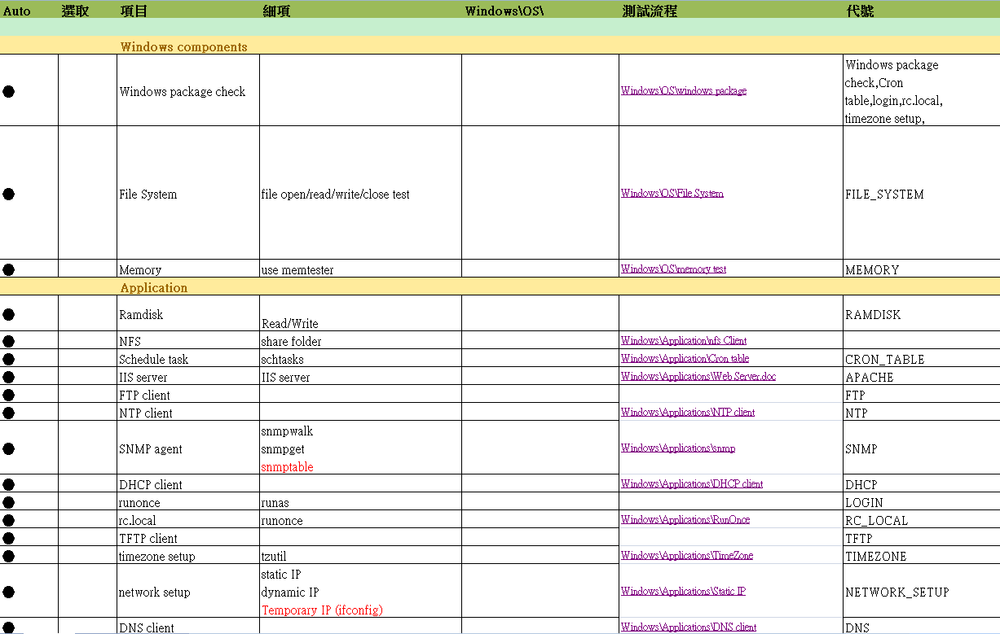 Auto 選取 項目 細項 Windows\OS\ 測試流程 代號
Windows components
Windows package check Windows\OS\windows package Windows package
check,Cron
table,login,rc.local,
timezone setup,
File System file open/read/write/close test Windows\OS\File System FILE_SYSTEM
Memory use memtester Windows\OS\memory test MEMORY
Application
Ramdisk Read/Write RAMDISK
NFS share folder Windows\Application\nfs Client
Schedule task schtasks Windows\Application\Cron table CRON_TABLE
IIS server IIS server Windows\Applications\Web Server.doc APACHE
FTP client FTP
NTP client Windows\Applications\NTP client NTP
snmpwalk
SNMP agent snmpget Windows\Applications\snmp SNMP
snmptable
DHCP client Windows\Applications\DHCP client DHCP
runonce runas LOGIN
rc.local runonce Windows\Applications\RunOnce RC_LOCAL
TFTP client TFTP
timezone setup tzutil Windows\Applications\TimeZone TIMEZONE
static IP
network setup dynamic IP Windows\Applications\Static IP NETWORK_SETUP
Temporary IP (ifconfig)
DNS client Windows\Applications\DNS client DNS